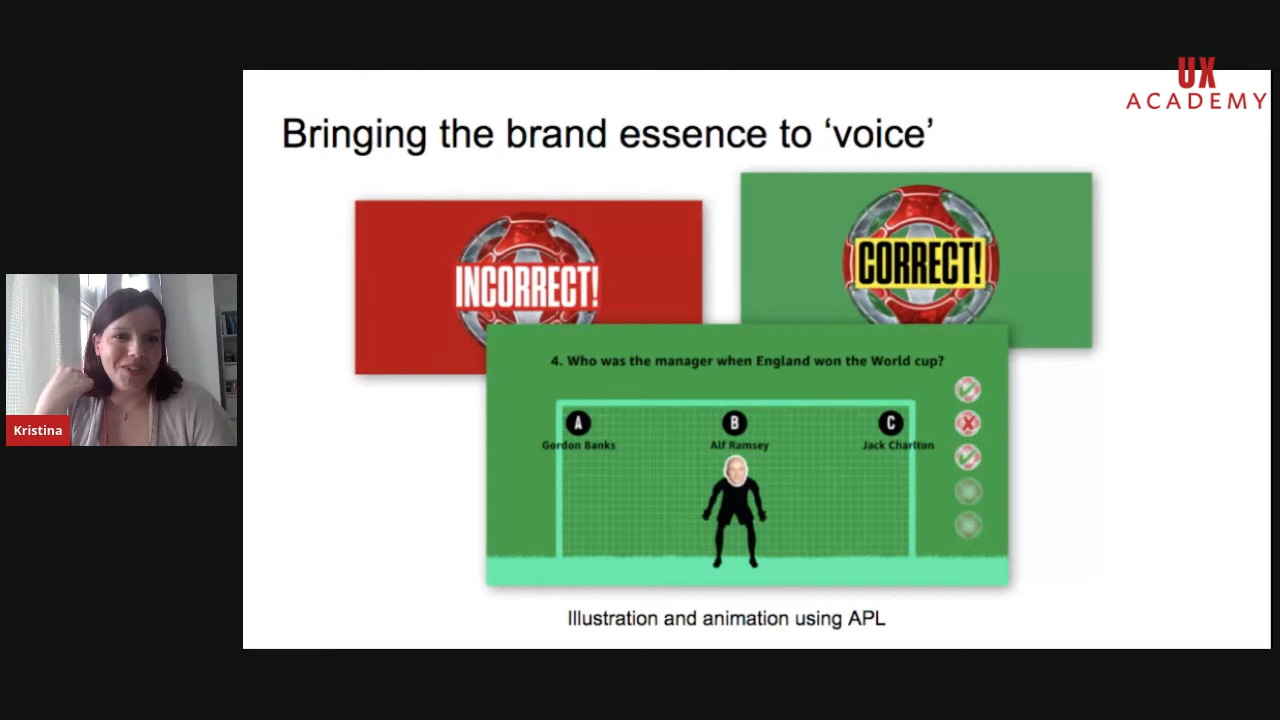 UX
ACADEMY
Bringing the brand essence to ‘voice’
INCORRECT!
CORRECT!
4. Who was the manager when England won the World cup?
A
B
C
Gordon Banks
Alf Ramsey
Jack Charlton
Kristina
Illustration and animation using APL